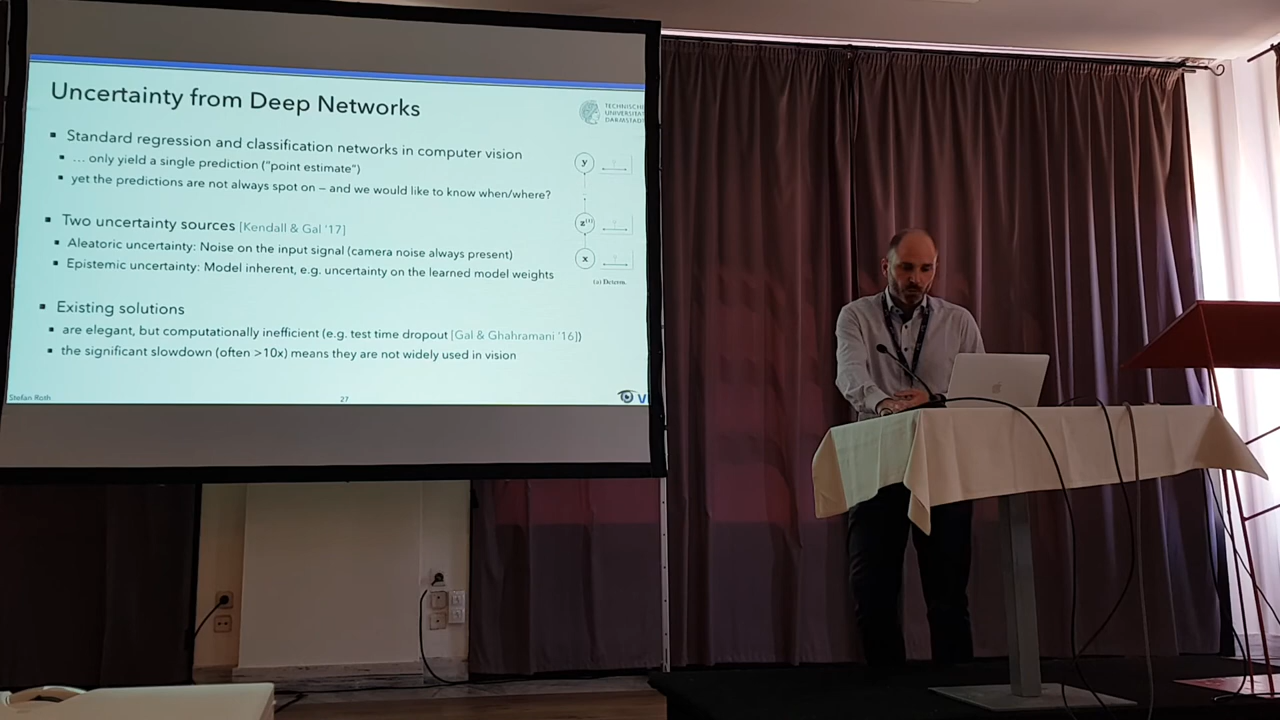 Uncertainty from Deep Networks
TECHNISCHE
UNIVERSITÄT
DARMSTADT
▪ Standard regression and classification networks in computer vision
▪ … only yield a single prediction ("point estimate")
▪ yet the predictions are not always spot on – and we would like to know when/where?
y
▪ Two uncertainty sources [Kendall & Gal '17]
z(i)
▪ Aleatoric uncertainty: Noise on the input signal (camera noise always present)
x
▪ Epistemic uncertainty: Model inherent, e.g. uncertainty on the learned model weights
(a) Determ.
▪ Existing solutions
▪ are elegant, but computationally inefficient (e.g. test time dropout [Gal & Ghahramani '16])
▪ the significant slowdown (often >10x) means they are not widely used in vision
Stefan Roth
27
V